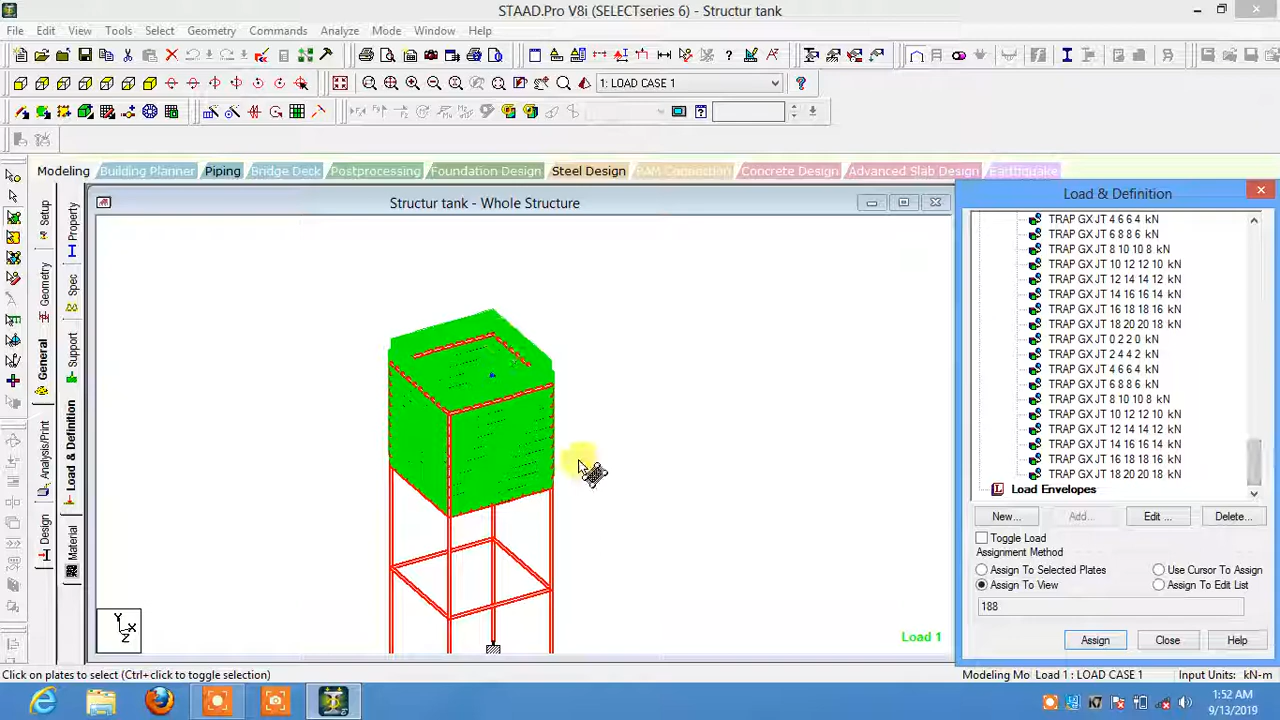 STAAD.Pro V8i (SELECTseries 6) - Structur tank
File Edit View Tools Select Geometry Commands Analyze Mode Window Help
1: LOAD CASE 1
Modeling Building Planner Piping Bridge Deck Postprocessing Foundation Design Steel Design RAM Connection Concrete Design Advanced Slab Design Earthquake
Structur tank - Whole Structure
Load & Definition
Setup
Geometry
General
Analysis/Print
Design
Property
Spec
Support
Load & Definition
Material
TRAP GX JT 4 6 6 4 kN
TRAP GX JT 6 8 8 6 kN
TRAP GX JT 8 10 10 8 kN
TRAP GX JT 10 12 12 10 kN
TRAP GX JT 12 14 14 12 kN
TRAP GX JT 14 16 16 14 kN
TRAP GX JT 16 18 18 16 kN
TRAP GX JT 18 20 20 18 kN
TRAP GX JT 0 2 2 0 kN
TRAP GX JT 2 4 4 2 kN
TRAP GX JT 4 6 6 4 kN
TRAP GX JT 6 8 8 6 kN
TRAP GX JT 8 10 10 8 kN
TRAP GX JT 10 12 12 10 kN
TRAP GX JT 12 14 14 12 kN
TRAP GX JT 14 16 16 14 kN
TRAP GX JT 16 18 18 16 kN
TRAP GX JT 18 20 20 18 kN
Load Envelopes
New... Add... Edit ... Delete...
Toggle Load
Assignment Method
Assign To Selected Plates Use Cursor To Assign
Assign To View Assign To Edit List
188
Assign Close Help
Y
X
Z
Load 1
Click on plates to select (Ctrl+click to toggle selection) Modeling Mo Load 1 : LOAD CASE 1 Input Units: kN-m
1:52 AM
9/13/2019